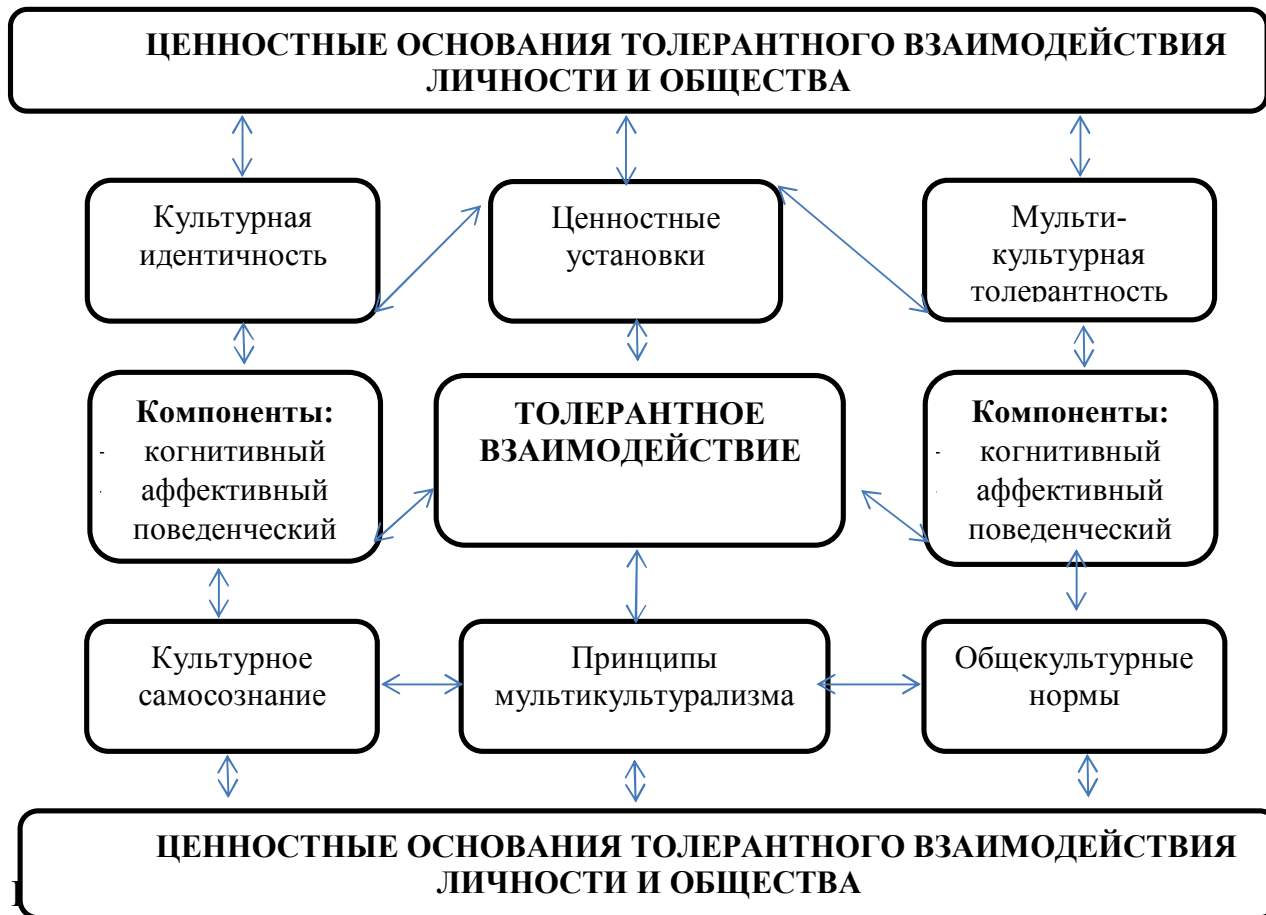 ЦЕННОСТНЫЕ ОСНОВАНИЯ ТОЛЕРАНТНОГО ВЗАИМОДЕЙСТВИЯ
ЛИЧНОСТИ И ОБЩЕСТВА
Культурная
идентичность
Ценностные
установки
Мульти-
культурная
толерантность
Компоненты:
- когнитивный
- аффективный
поведенческий
ТОЛЕРАНТНОЕ
ВЗАИМОДЕЙСТВИЕ
Компоненты:
- когнитивный
- аффективный
поведенческий
Культурное
самосознание
Принципы
мультикультурализма
Общекультурные
нормы
ЦЕННОСТНЫЕ ОСНОВАНИЯ ТОЛЕРАНТНОГО ВЗАИМОДЕЙСТВИЯ
ЛИЧНОСТИ И ОБЩЕСТВА